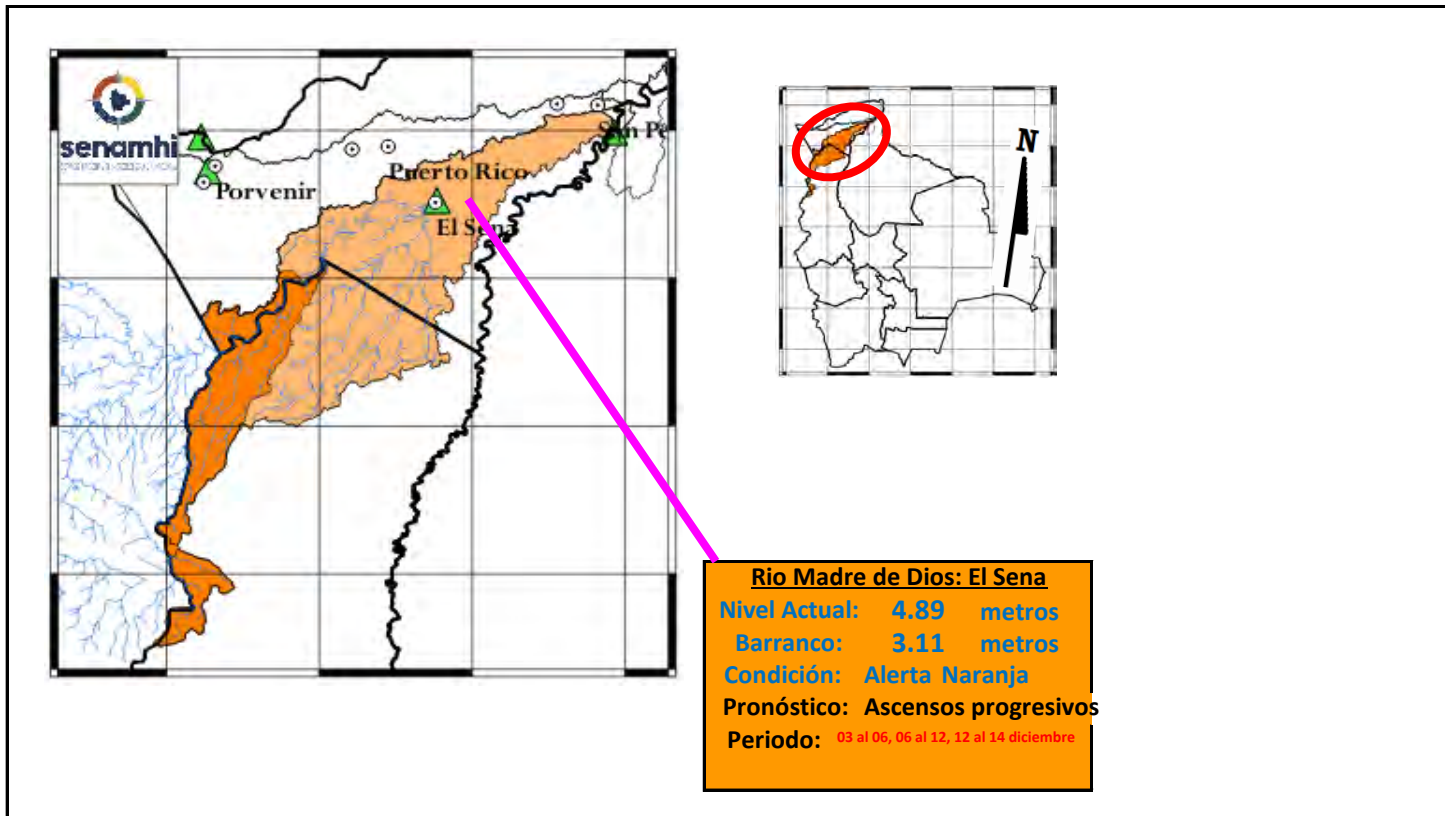 senamhi
Porvenir
Puerto Rico
El Sena
San Pe
N
Rio Madre de Dios: El Sena
Nivel Actual: 4.89 metros
Barranco: 3.11 metros
Condición: Alerta Naranja
Pronóstico: Ascensos progresivos
Periodo: 03 al 06, 06 al 12, 12 al 14 diciembre